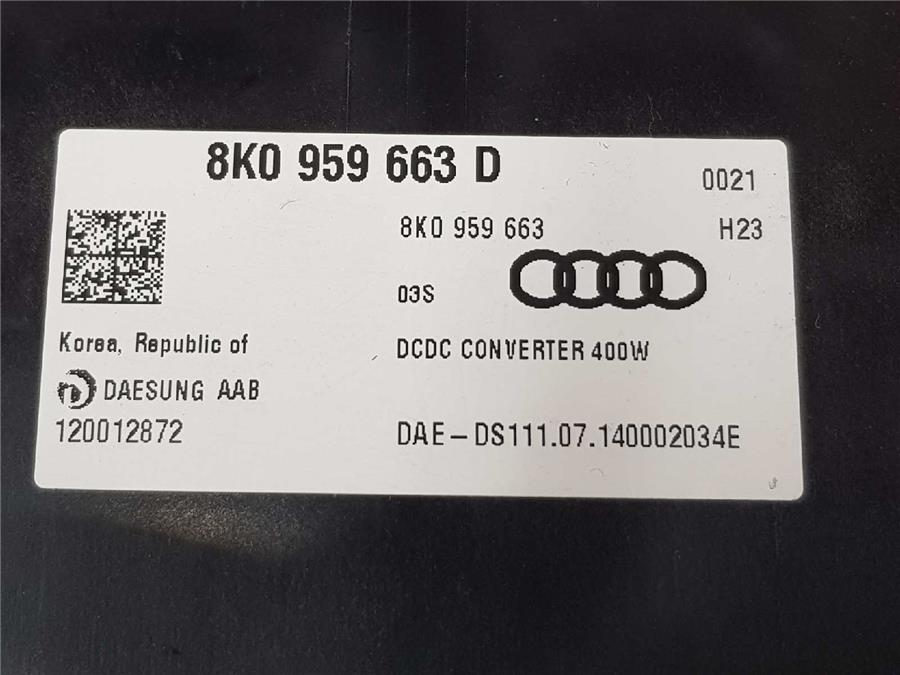 8K0 959 663 D
0021
8K0 959 663
H23
03S
Korea, Republic of
DCDC CONVERTER 400W
DAESUNG AAB
120012872
DAE-DS111.07.140002034E